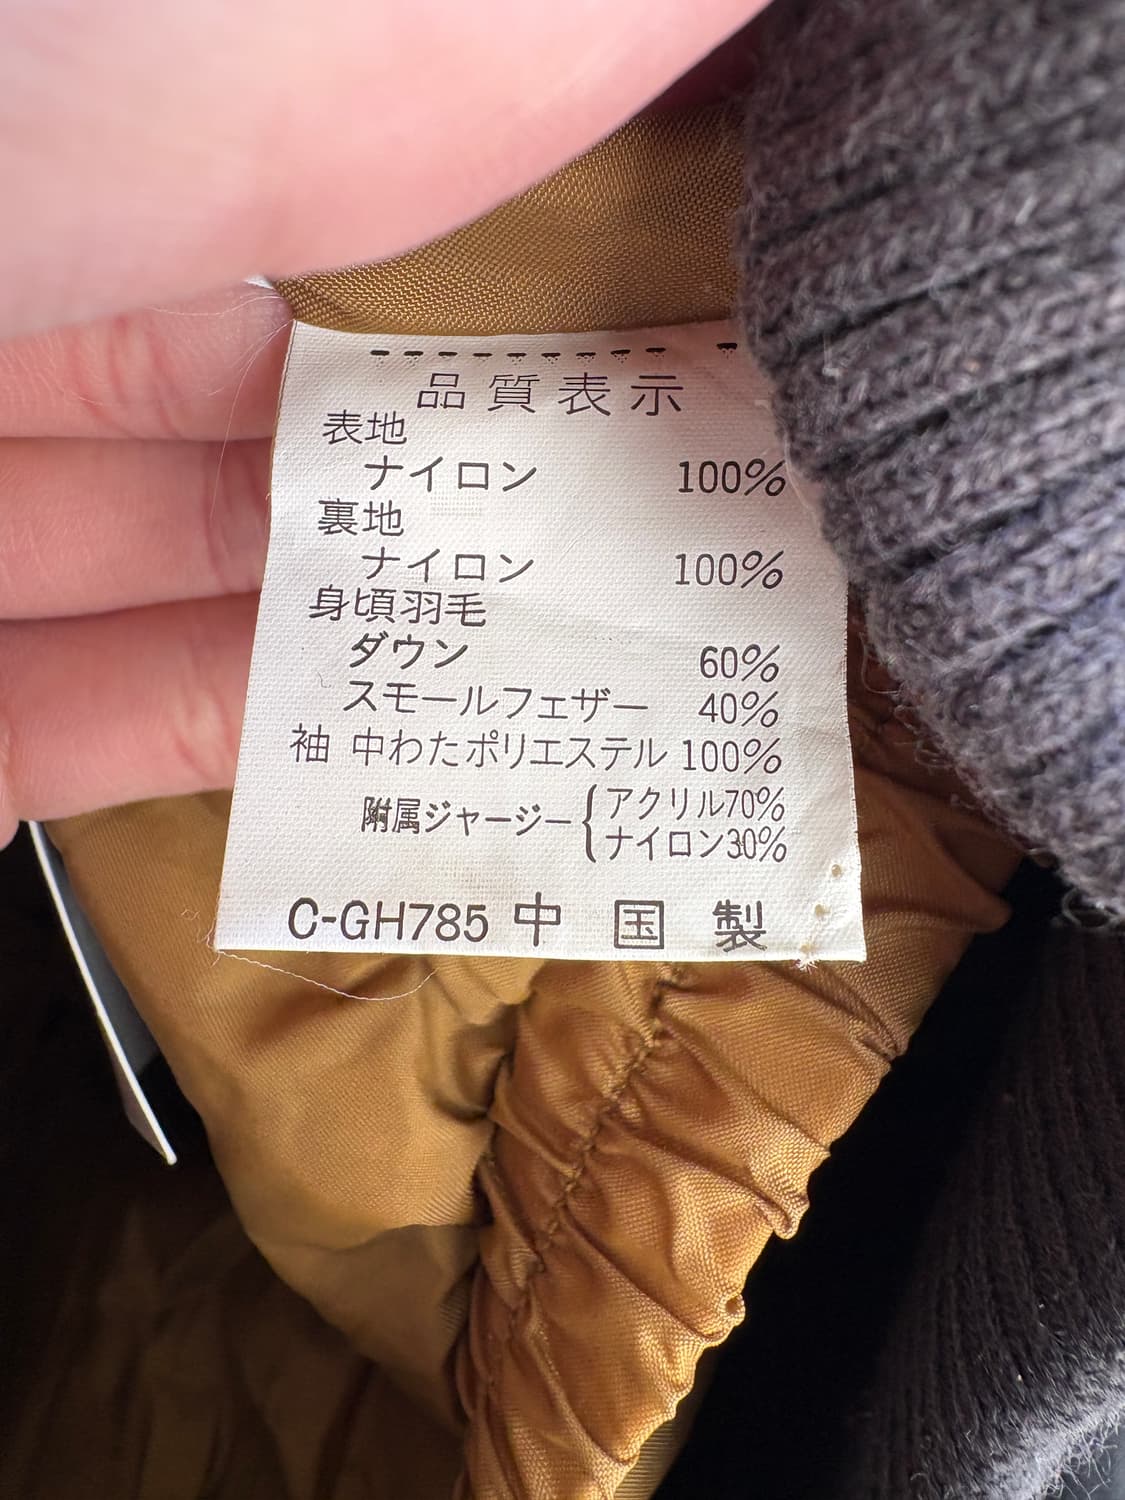 品質表示
表地
ナイロン 100%
裏地
ナイロン 100%
身頃羽毛
ダウン 60%
スモールフェザー 40%
袖 中わたポリエステル 100%
附属ジャージー{アクリル70%
ナイロン30%
C-GH785 中国製